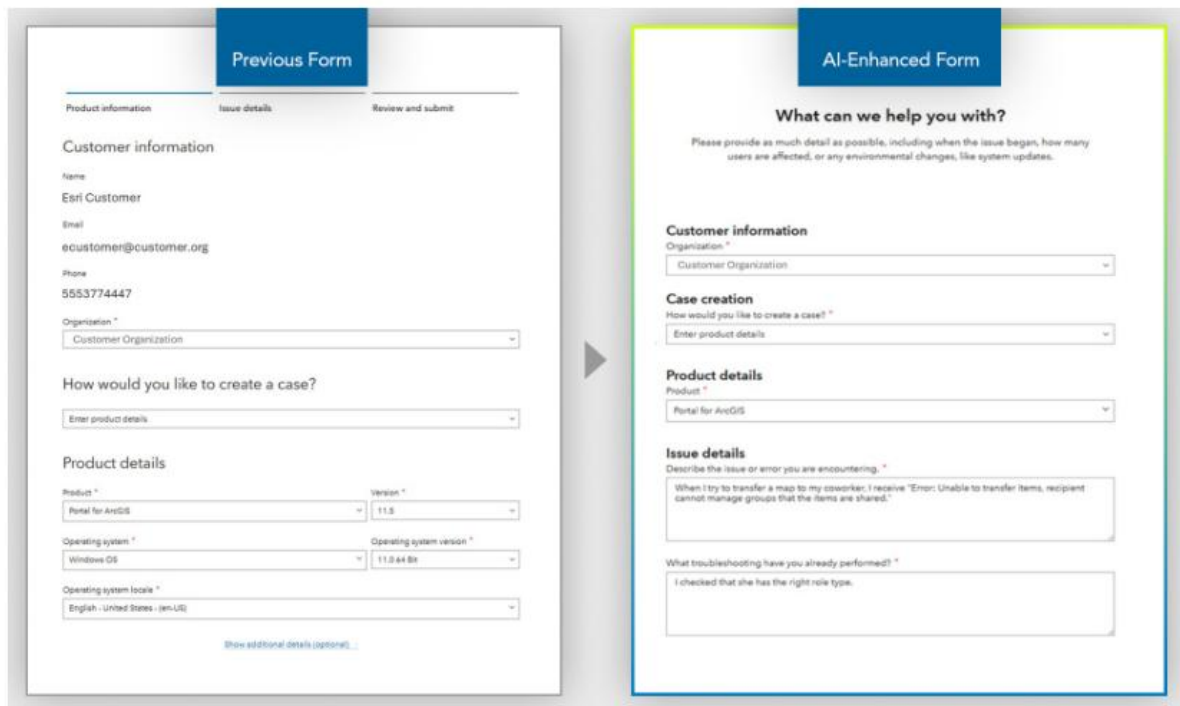 Previous Form
Product information
Issue details
Review and submit
Customer information
Name
Esri Customer
Email
ecustomer@customer.org
Phone
5553774447
Organization *
Customer Organization
How would you like to create a case?
Enter product details
Product details
Product *
Version *
Portal for ArcGIS
11.5
Operating system *
Operating system version *
Windows OS
11.0 64 Bit
Operating system locale *
English - United States - (en-US)
Show additional details (optional)
AI-Enhanced Form
What can we help you with?
Please provide as much detail as possible, including when the issue began, how many
users are affected, or any environmental changes, like system updates.
Customer information
Organization *
Customer Organization
Case creation
How would you like to create a case? *
Enter product details
Product details
Product *
Portal for ArcGIS
Issue details
Describe the issue or error you are encountering. *
When I try to transfer a map to my coworker, I receive "Error: Unable to transfer items, recipient
cannot manage groups that the items are shared."
What troubleshooting have you already performed? *
I checked that she has the right role type.